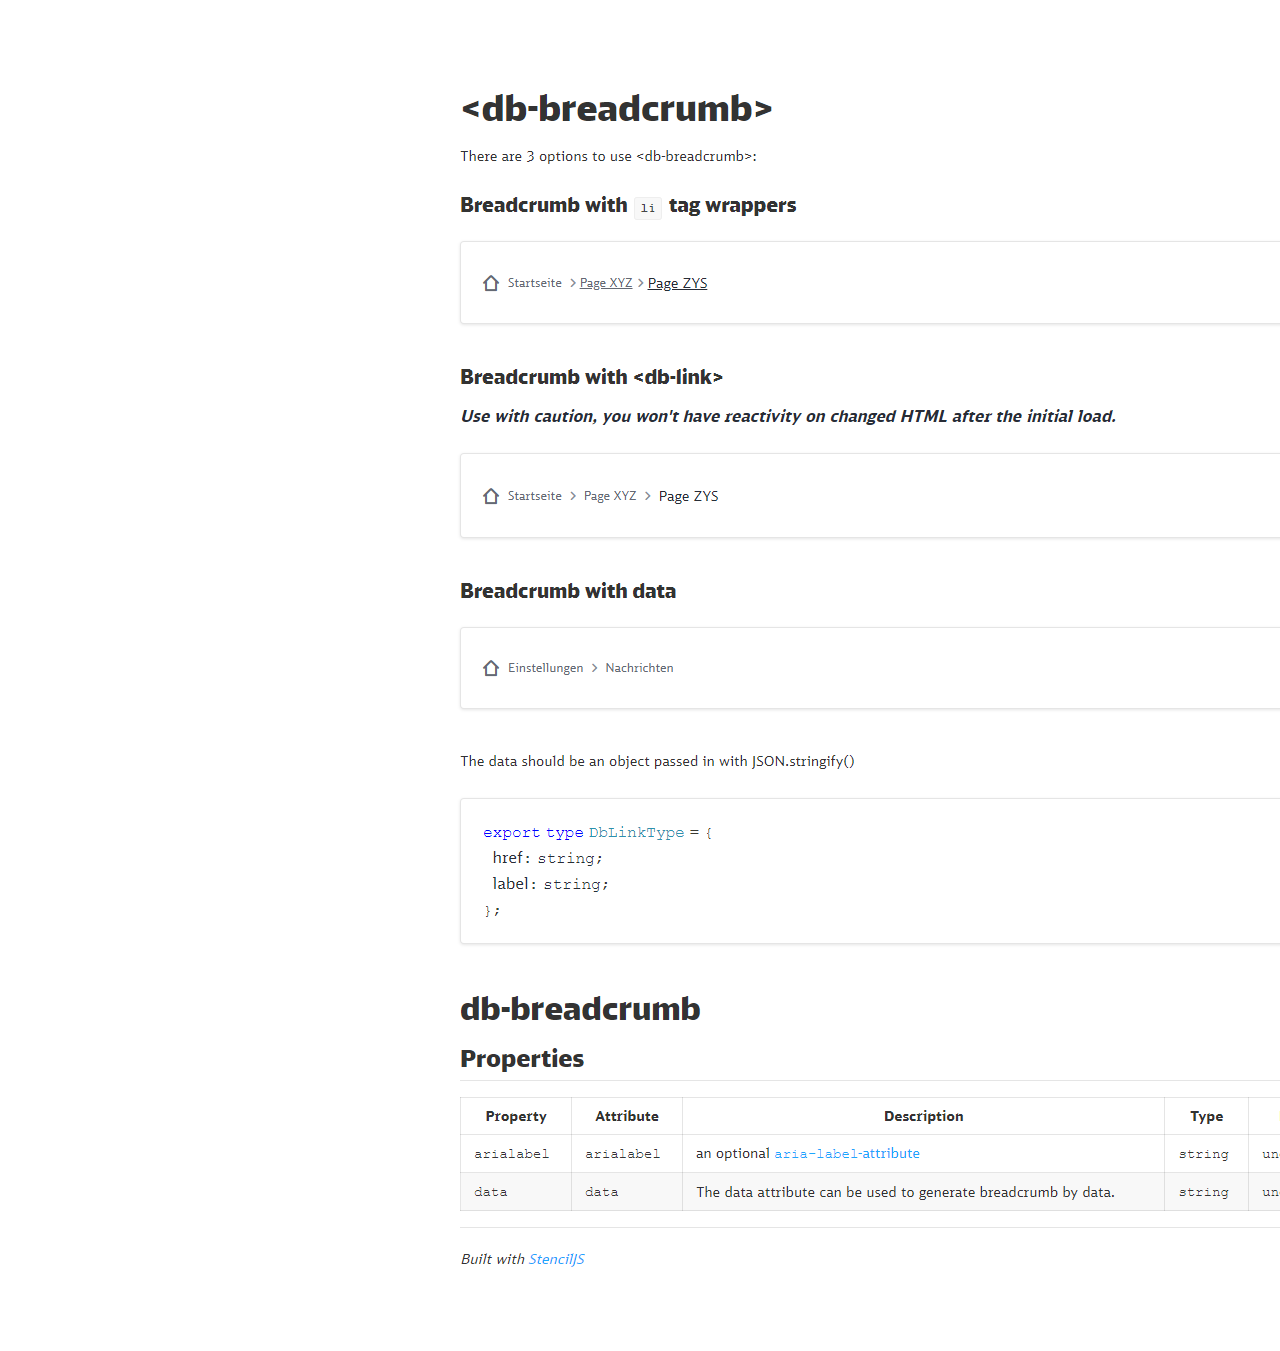 <db-breadcrumb>
There are 3 options to use <db-breadcrumb>:
Breadcrumb with li tag wrappers
Startseite > Page XYZ > Page ZYS
Breadcrumb with <db-link>
Use with caution, you won't have reactivity on changed HTML after the initial load.
Startseite > Page XYZ > Page ZYS
Breadcrumb with data
Einstellungen > Nachrichten
The data should be an object passed in with JSON.stringify()
export type DbLinkType = {
href: string;
label: string;
};
db-breadcrumb
Properties
Property Attribute Description Type
arialabel arialabel an optional aria-label-attribute string
data data The data attribute can be used to generate breadcrumb by data. string
Built with StencilJS